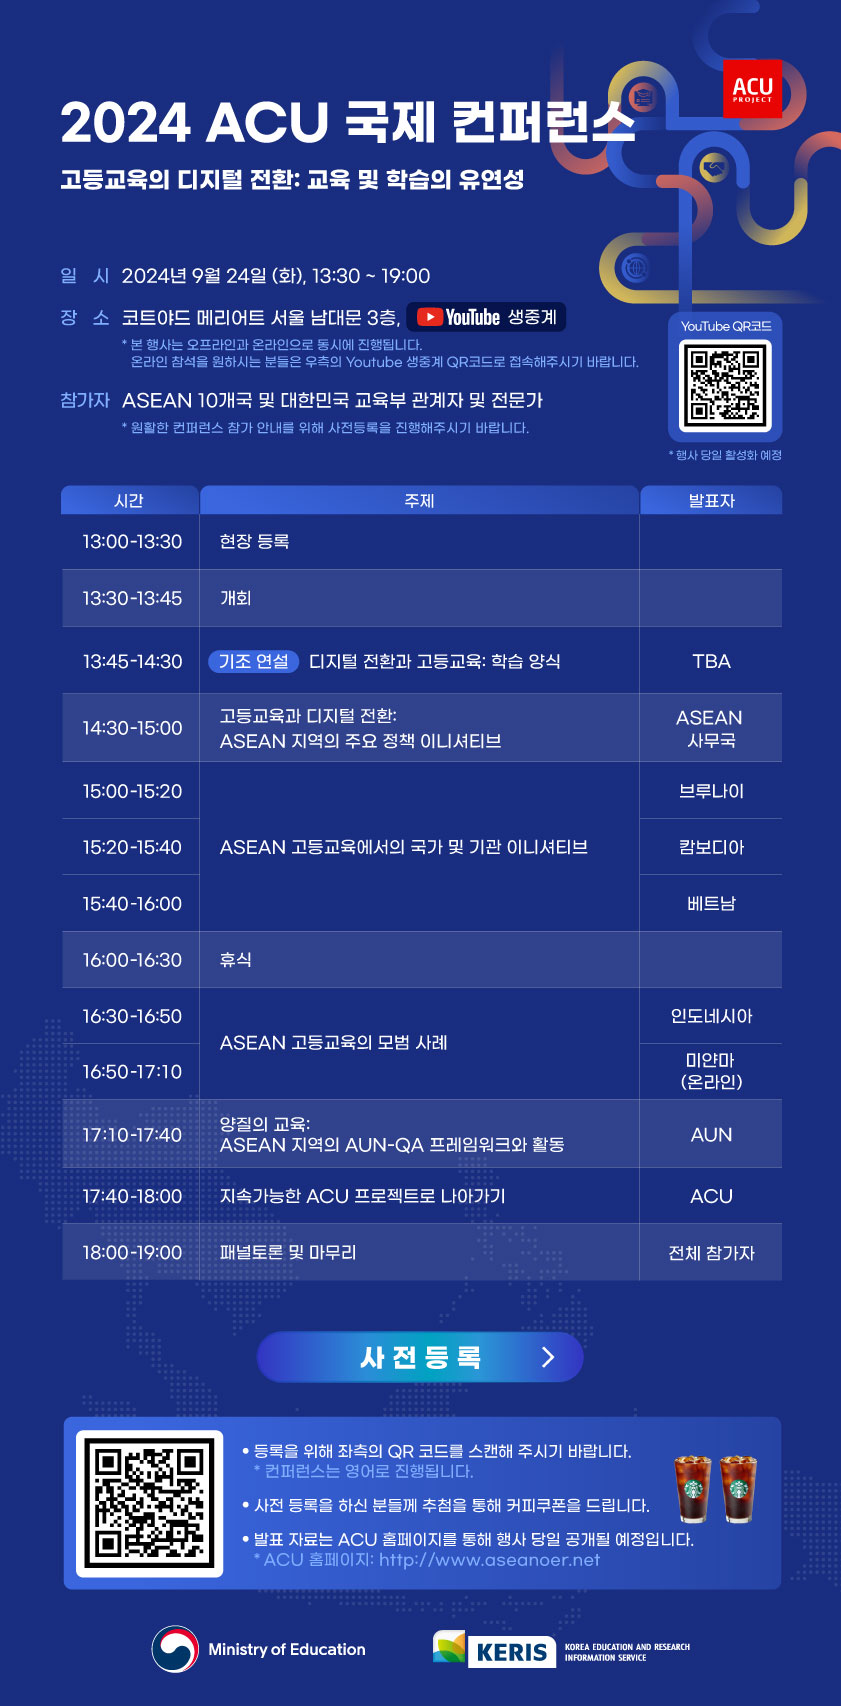 ACU
PROJECT
2024 ACU 국제 컨퍼런스
고등교육의 디지털 전환: 교육 및 학습의 유연성
일 시 2024년 9월 24일 (화), 13:30 ~ 19:00
장 소 코트야드 메리어트 서울 남대문 3층, YouTube 생중계
* 본 행사는 오프라인과 온라인으로 동시에 진행됩니다.
온라인 참석을 원하시는 분들은 우측의 Youtube 생중계 QR코드로 접속해주시기 바랍니다.
참가자 ASEAN 10개국 및 대한민국 교육부 관계자 및 전문가
* 원활한 컨퍼런스 참가 안내를 위해 사전등록을 진행해주시기 바랍니다.
YouTube QR코드
* 행사 당일 활성화 예정
시간 주제 발표자
13:00-13:30 현장 등록
13:30-13:45 개회
13:45-14:30 기조 연설 디지털 전환과 고등교육: 학습 양식 TBA
14:30-15:00 고등교육과 디지털 전환:
ASEAN 지역의 주요 정책 이니셔티브
ASEAN
사무국
15:00-15:20 브루나이
15:20-15:40 ASEAN 고등교육에서의 국가 및 기관 이니셔티브 캄보디아
15:40-16:00 베트남
16:00-16:30 휴식
16:30-16:50 인도네시아
ASEAN 고등교육의 모범 사례
16:50-17:10 미얀마
(온라인)
17:10-17:40 양질의 교육:
ASEAN 지역의 AUN-QA 프레임워크와 활동
AUN
17:40-18:00 지속가능한 ACU 프로젝트로 나아가기 ACU
18:00-19:00 패널토론 및 마무리 전체 참가자
사전등록
• 등록을 위해 좌측의 QR 코드를 스캔해 주시기 바랍니다.
* 컨퍼런스는 영어로 진행됩니다.
• 사전 등록을 하신 분들께 추첨을 통해 커피쿠폰을 드립니다.
• 발표 자료는 ACU 홈페이지를 통해 행사 당일 공개될 예정입니다.
* ACU 홈페이지: http://www.aseanoer.net
Ministry of Education
KERIS KOREA EDUCATION AND RESEARCH
INFORMATION SERVICE